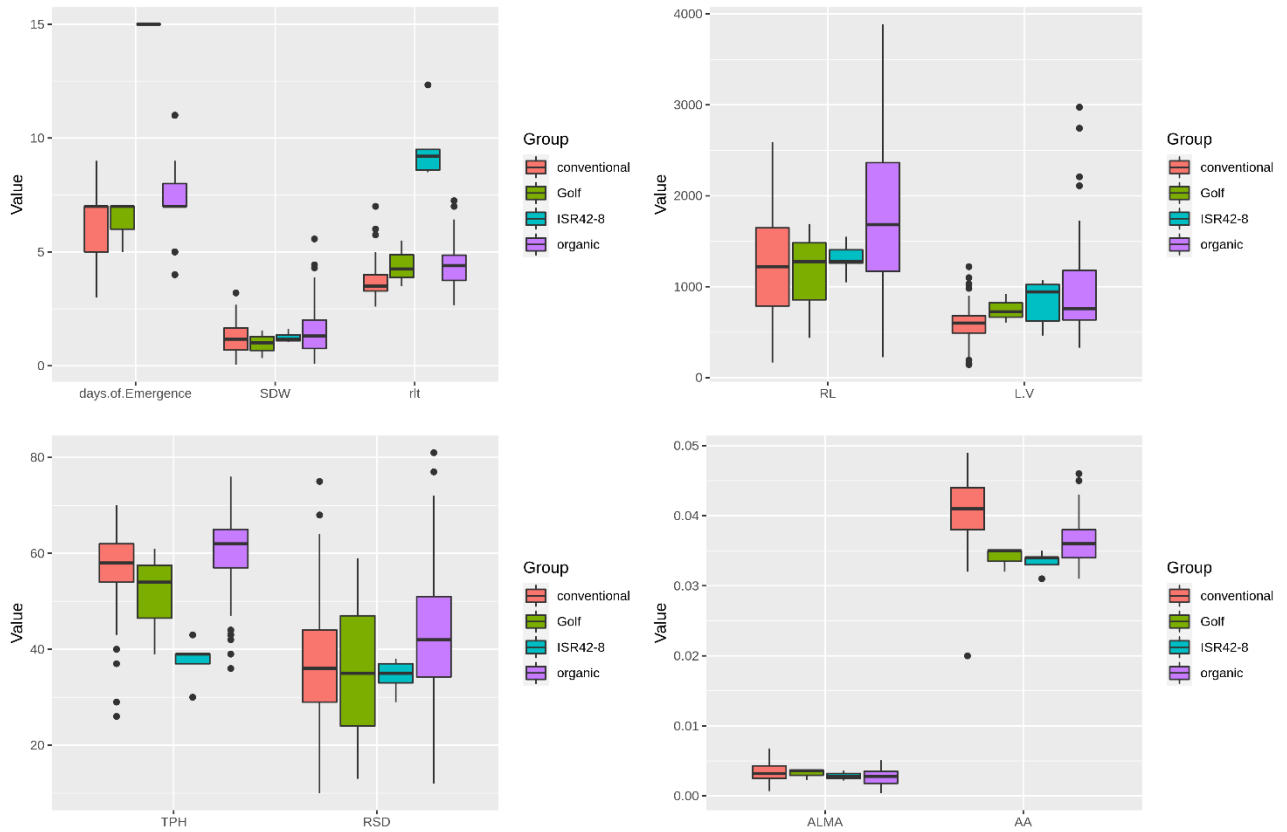 15
10
5
0
Value
days.of.Emergence SDW rlt
Group
conventional
Golf
ISR42-8
organic
4000
3000
2000
1000
0
Value
RL L.V
Group
conventional
Golf
ISR42-8
organic
80
60
40
20
Value
TPH RSD
Group
conventional
Golf
ISR42-8
organic
0.05
0.04
0.03
0.02
0.01
0.00
Value
ALMA AA
Group
conventional
Golf
ISR42-8
organic